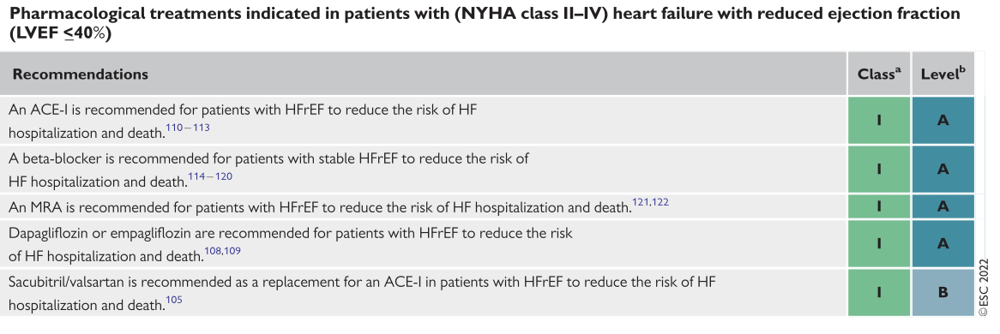 Pharmacological treatments indicated in patients with (NYHA class II–IV) heart failure with reduced ejection fraction
(LVEF ≤40%)
Recommendations Classᵃ Levelᵇ
An ACE-I is recommended for patients with HFrEF to reduce the risk of HF
hospitalization and death.110−113 I A
A beta-blocker is recommended for patients with stable HFrEF to reduce the risk of
HF hospitalization and death.114−120 I A
An MRA is recommended for patients with HFrEF to reduce the risk of HF hospitalization and death.121,122 I A
Dapagliflozin or empagliflozin are recommended for patients with HFrEF to reduce the risk
of HF hospitalization and death.108,109 I A
Sacubitril/valsartan is recommended as a replacement for an ACE-I in patients with HFrEF to reduce the risk of HF
hospitalization and death.105 I B
©ESC 2022